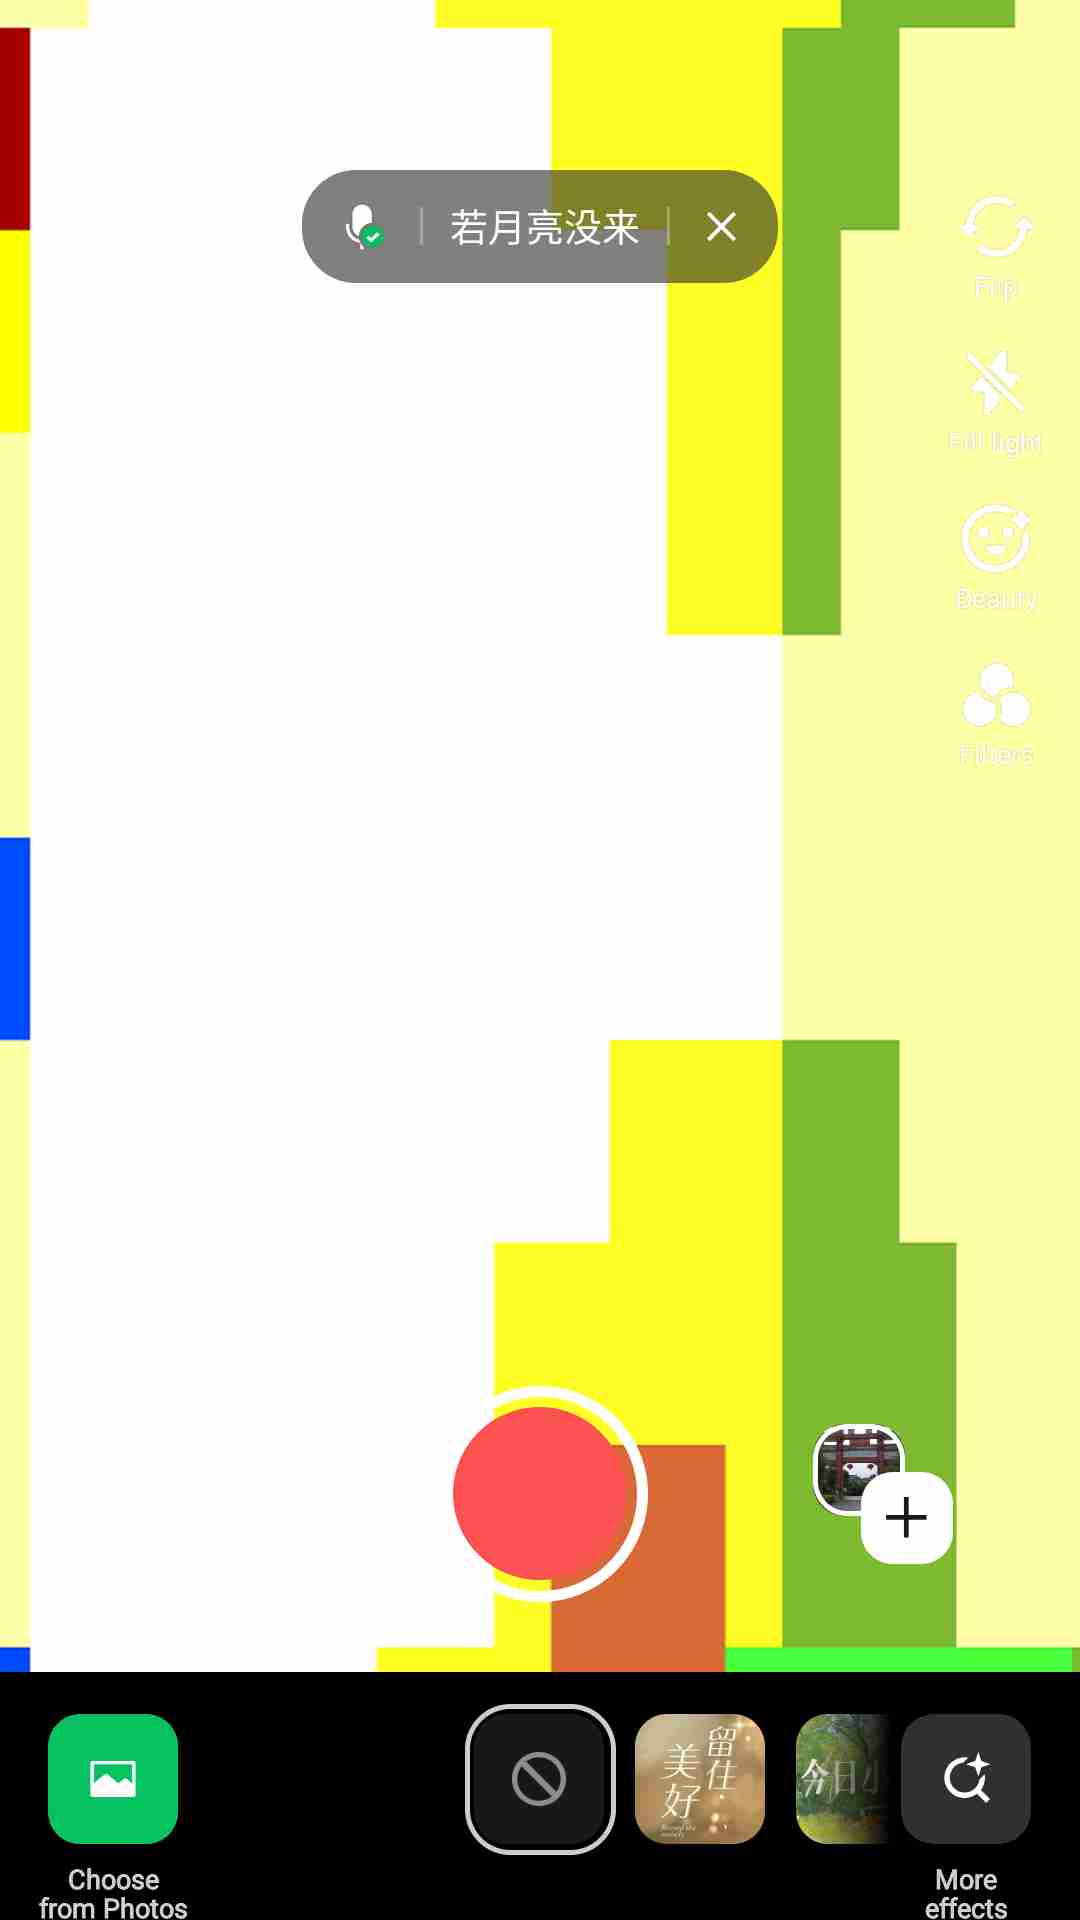 若月亮没来
Flip
Fill light
Beauty
Filters
留住
美好
今日小
Choose
from Photos
More
effects